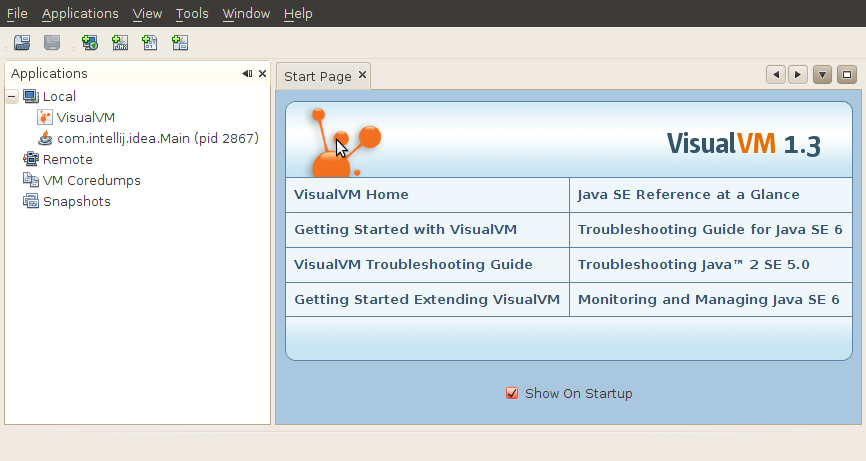 File Applications View Tools Window Help
Applications
Start Page
Local
VisualVM
com.intellij.idea.Main (pid 2867)
Remote
VM Coredumps
Snapshots
VisualVM 1.3
VisualVM Home
Java SE Reference at a Glance
Getting Started with VisualVM
Troubleshooting Guide for Java SE 6
VisualVM Troubleshooting Guide
Troubleshooting Java™ 2 SE 5.0
Getting Started Extending VisualVM
Monitoring and Managing Java SE 6
Show On Startup